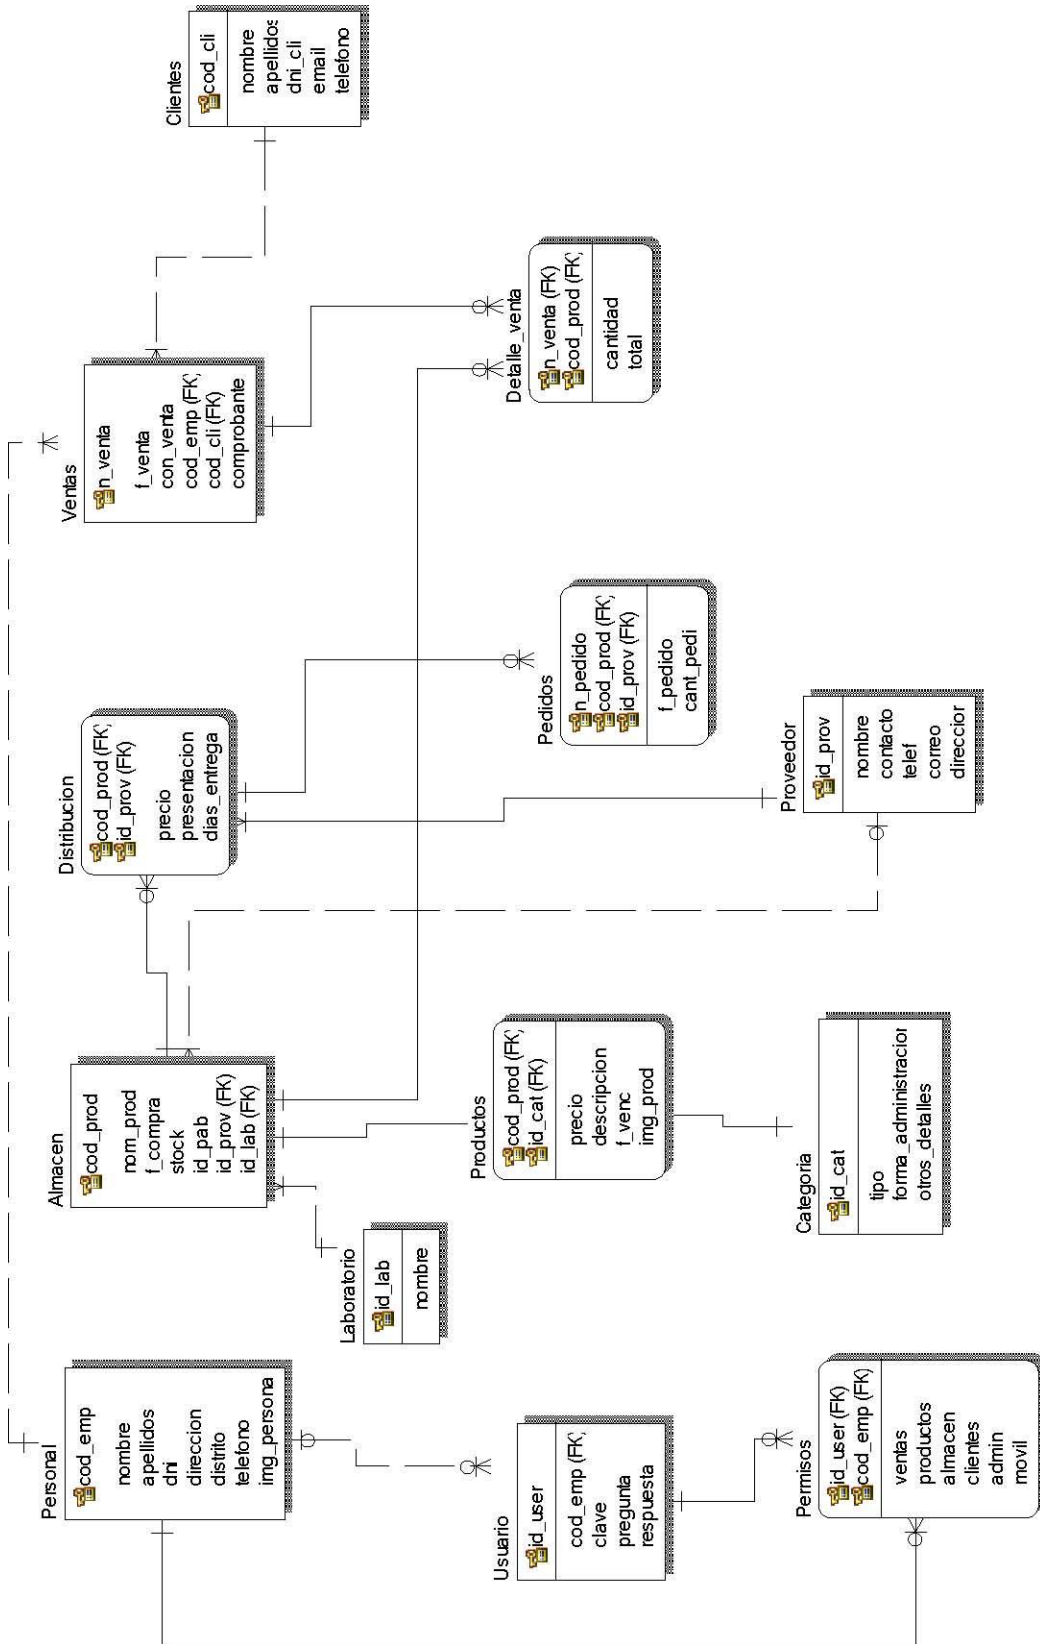 Personal
cod_emp
nombre
apellidos
dni
direccion
distrito
telefono
img_persona
Almacen
cod_prod
nom_prod
f_compra
stock
id_pab
id_prov (FK)
id_lab (FK)
Distribucion
cod_prod (FK)
id_prov (FK)
precio
presentacion
dias_entrega
Ventas
n_venta
f_venta
con_venta
cod_emp (FK)
cod_cli (FK)
comprobante
Clientes
cod_cli
nombre
apellidos
dni_cli
email
telefono
Laboratorio
id_lab
nombre
Productos
cod_prod (FK)
id_cat (FK)
precio
descripcion
f_venc
img_prod
Pedidos
n_pedido
cod_prod (FK)
id_prov (FK)
f_pedido
cant_pedi
Detalle_venta
n_venta (FK)
cod_prod (FK)
cantidad
total
Usuario
id_user
cod_emp (FK)
clave
pregunta
respuesta
Permisos
id_user (FK)
cod_emp (FK)
ventas
productos
almacen
clientes
admin
movil
Categoria
id_cat
tipo
forma_administracior
otros_detalles
Proveedor
id_prov
nombre
contacto
telef
correo
direccior